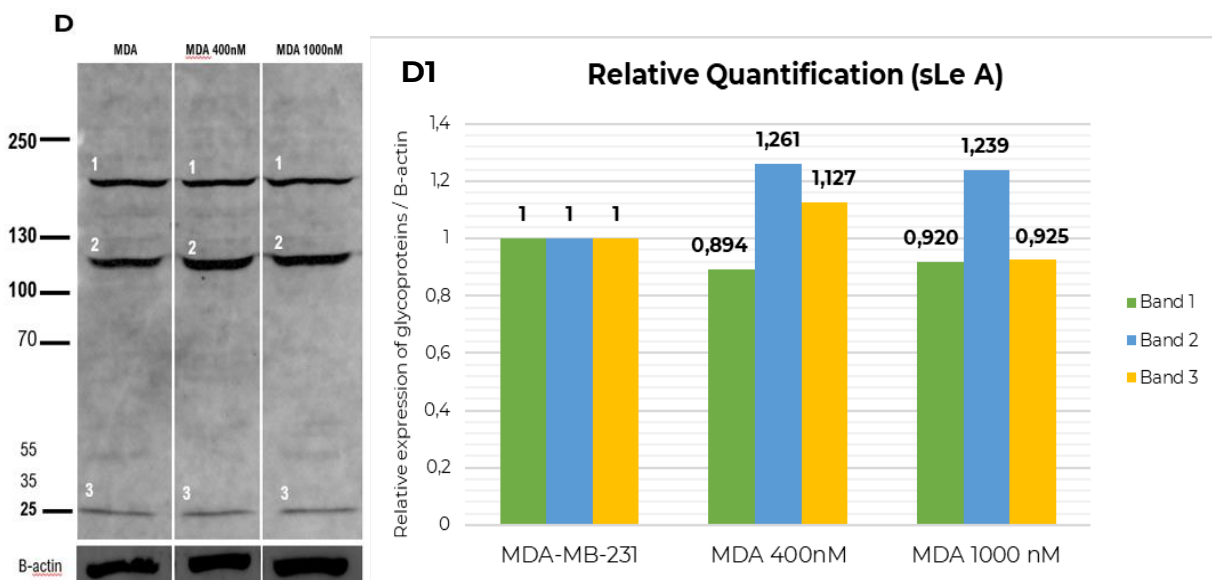 D
MDA MDA 400nM MDA 1000nM
250
130
100
70
55
35
25
1 1 1
2 2 2
3 3 3
B-actin
D1 Relative Quantification (sLe A)
Relative expression of glycoproteins / B-actin
1,4
1,2
1
0,8
0,6
0,4
0,2
0
1 1 1
0,894 1,261 1,127
0,920 1,239 0,925
MDA-MB-231 MDA 400nM MDA 1000 nM
Band 1
Band 2
Band 3